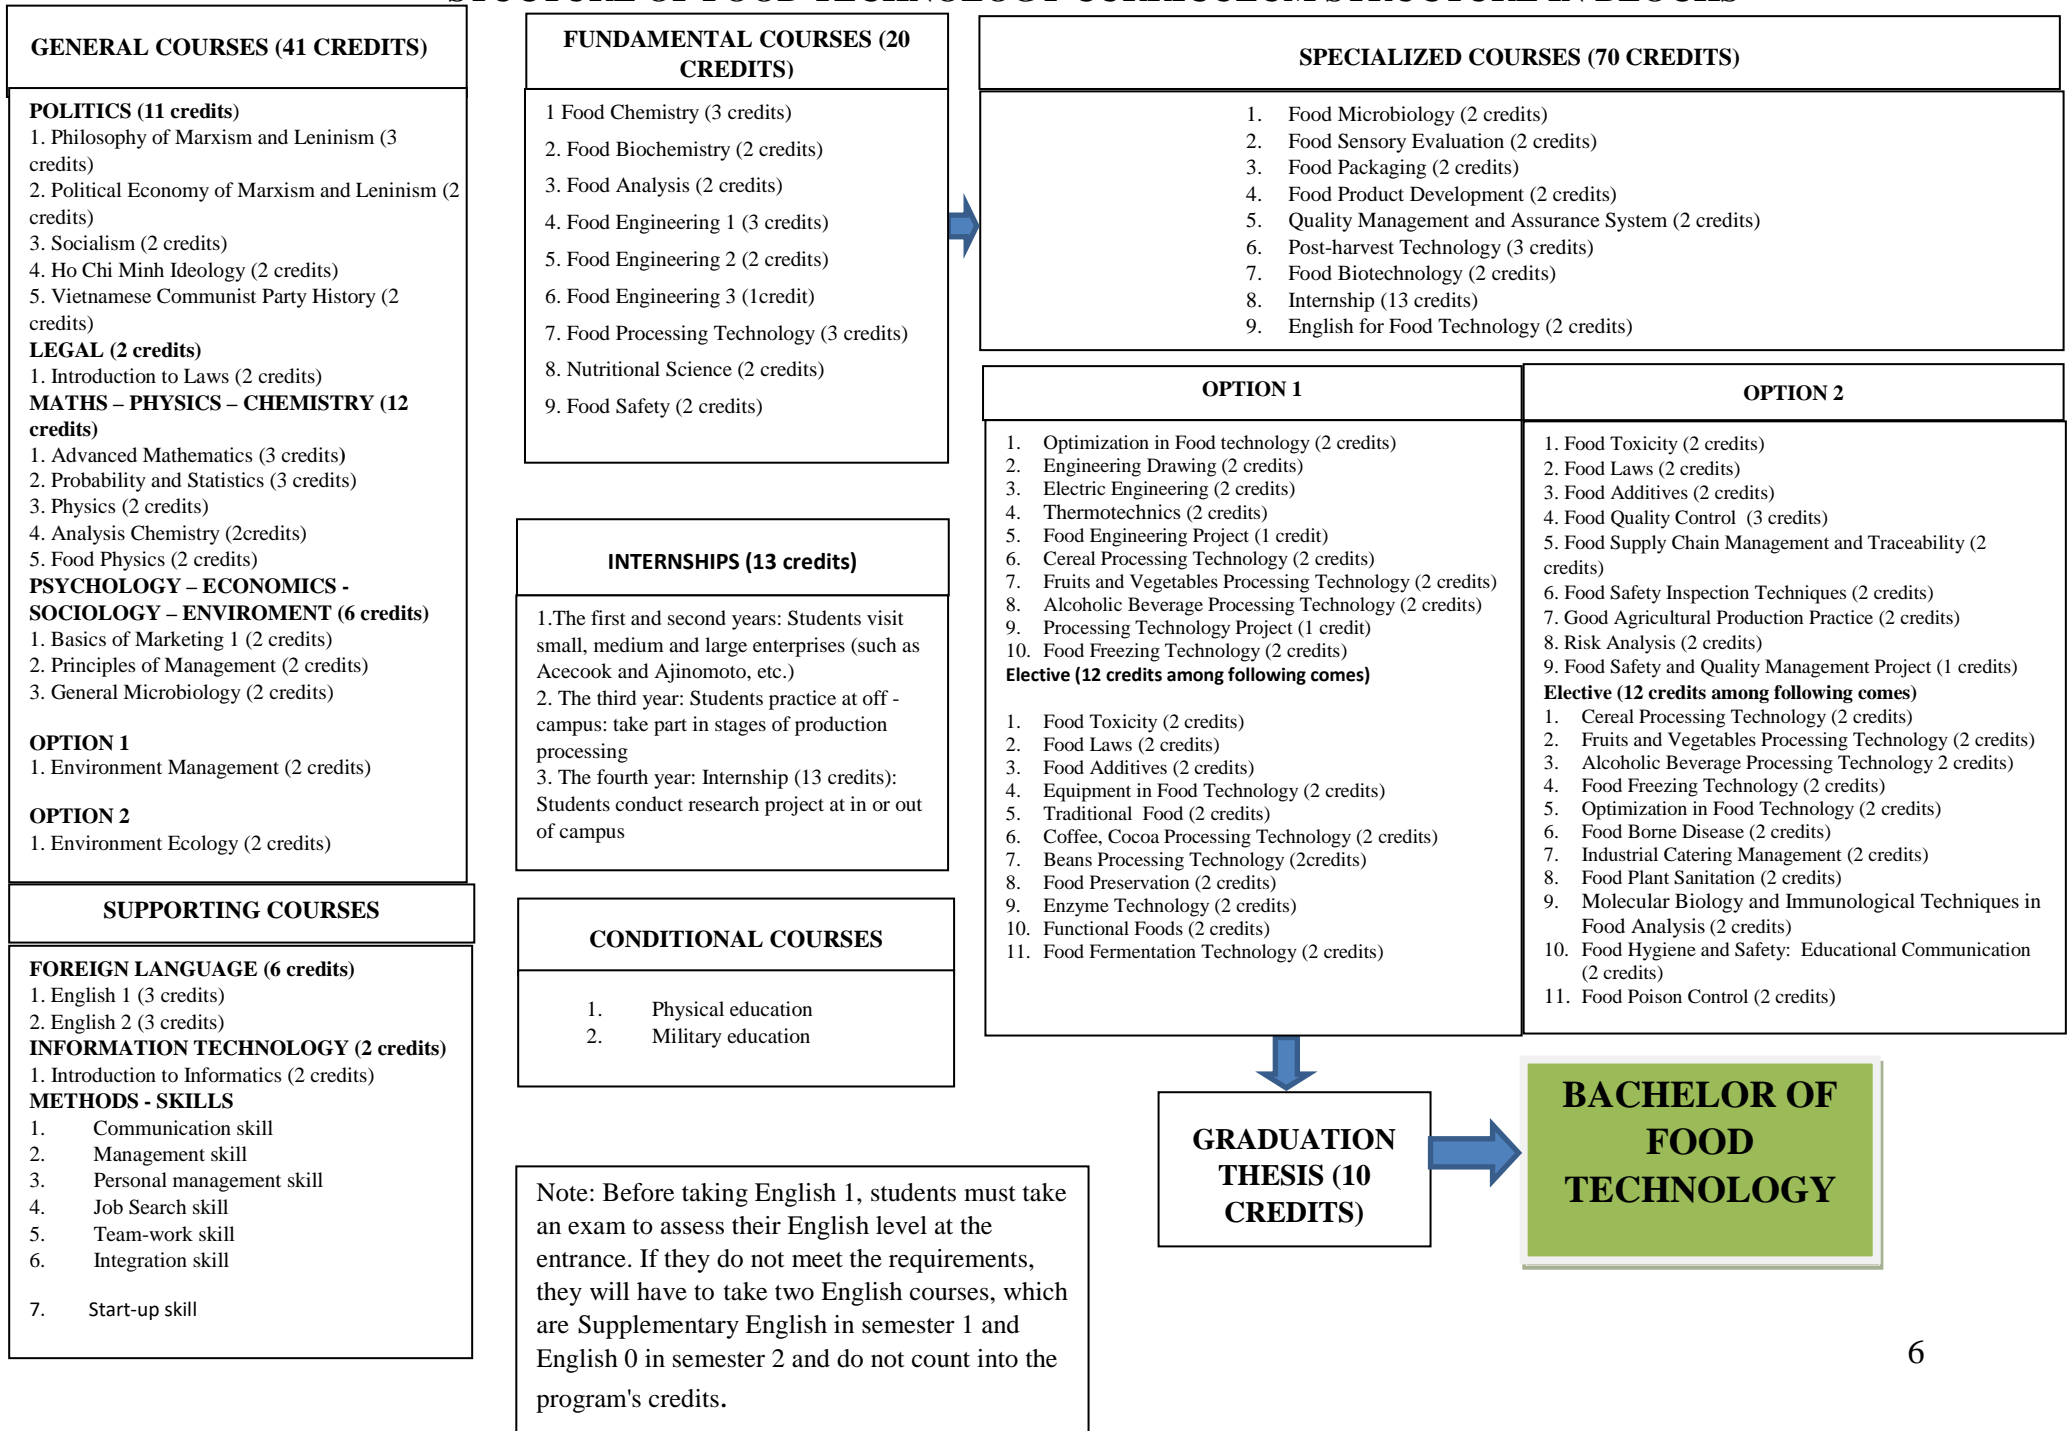 STUCTURE OF FOOD TECHNOLOGY CURRICULUM STRUCTURE IN BLOCKS
GENERAL COURSES (41 CREDITS)
POLITICS (11 credits)
1. Philosophy of Marxism and Leninism (3
credits)
2. Political Economy of Marxism and Leninism (2
credits)
3. Socialism (2 credits)
4. Ho Chi Minh Ideology (2 credits)
5. Vietnamese Communist Party History (2
credits)
LEGAL (2 credits)
1. Introduction to Laws (2 credits)
MATHS – PHYSICS – CHEMISTRY (12
credits)
1. Advanced Mathematics (3 credits)
2. Probability and Statistics (3 credits)
3. Physics (2 credits)
4. Analysis Chemistry (2credits)
5. Food Physics (2 credits)
PSYCHOLOGY – ECONOMICS -
SOCIOLOGY – ENVIROMENT (6 credits)
1. Basics of Marketing 1 (2 credits)
2. Principles of Management (2 credits)
3. General Microbiology (2 credits)
OPTION 1
1. Environment Management (2 credits)
OPTION 2
1. Environment Ecology (2 credits)
SUPPORTING COURSES
FOREIGN LANGUAGE (6 credits)
1. English 1 (3 credits)
2. English 2 (3 credits)
INFORMATION TECHNOLOGY (2 credits)
1. Introduction to Informatics (2 credits)
METHODS - SKILLS
1. Communication skill
2. Management skill
3. Personal management skill
4. Job Search skill
5. Team-work skill
6. Integration skill
7. Start-up skill
FUNDAMENTAL COURSES (20
CREDITS)
1 Food Chemistry (3 credits)
2. Food Biochemistry (2 credits)
3. Food Analysis (2 credits)
4. Food Engineering 1 (3 credits)
5. Food Engineering 2 (2 credits)
6. Food Engineering 3 (1credit)
7. Food Processing Technology (3 credits)
8. Nutritional Science (2 credits)
9. Food Safety (2 credits)
INTERNSHIPS (13 credits)
1.The first and second years: Students visit
small, medium and large enterprises (such as
Acecook and Ajinomoto, etc.)
2. The third year: Students practice at off -
campus: take part in stages of production
processing
3. The fourth year: Internship (13 credits):
Students conduct research project at in or out
of campus
CONDITIONAL COURSES
1. Physical education
2. Military education
Note: Before taking English 1, students must take
an exam to assess their English level at the
entrance. If they do not meet the requirements,
they will have to take two English courses, which
are Supplementary English in semester 1 and
English 0 in semester 2 and do not count into the
program's credits.
SPECIALIZED COURSES (70 CREDITS)
1. Food Microbiology (2 credits)
2. Food Sensory Evaluation (2 credits)
3. Food Packaging (2 credits)
4. Food Product Development (2 credits)
5. Quality Management and Assurance System (2 credits)
6. Post-harvest Technology (3 credits)
7. Food Biotechnology (2 credits)
8. Internship (13 credits)
9. English for Food Technology (2 credits)
OPTION 1
1. Optimization in Food technology (2 credits)
2. Engineering Drawing (2 credits)
3. Electric Engineering (2 credits)
4. Thermotechnics (2 credits)
5. Food Engineering Project (1 credit)
6. Cereal Processing Technology (2 credits)
7. Fruits and Vegetables Processing Technology (2 credits)
8. Alcoholic Beverage Processing Technology (2 credits)
9. Processing Technology Project (1 credit)
10. Food Freezing Technology (2 credits)
Elective (12 credits among following comes)
1. Food Toxicity (2 credits)
2. Food Laws (2 credits)
3. Food Additives (2 credits)
4. Equipment in Food Technology (2 credits)
5. Traditional Food (2 credits)
6. Coffee, Cocoa Processing Technology (2 credits)
7. Beans Processing Technology (2credits)
8. Food Preservation (2 credits)
9. Enzyme Technology (2 credits)
10. Functional Foods (2 credits)
11. Food Fermentation Technology (2 credits)
OPTION 2
1. Food Toxicity (2 credits)
2. Food Laws (2 credits)
3. Food Additives (2 credits)
4. Food Quality Control (3 credits)
5. Food Supply Chain Management and Traceability (2
credits)
6. Food Safety Inspection Techniques (2 credits)
7. Good Agricultural Production Practice (2 credits)
8. Risk Analysis (2 credits)
9. Food Safety and Quality Management Project (1 credits)
Elective (12 credits among following comes)
1. Cereal Processing Technology (2 credits)
2. Fruits and Vegetables Processing Technology (2 credits)
3. Alcoholic Beverage Processing Technology 2 credits)
4. Food Freezing Technology (2 credits)
5. Optimization in Food Technology (2 credits)
6. Food Borne Disease (2 credits)
7. Industrial Catering Management (2 credits)
8. Food Plant Sanitation (2 credits)
9. Molecular Biology and Immunological Techniques in
Food Analysis (2 credits)
10. Food Hygiene and Safety: Educational Communication
(2 credits)
11. Food Poison Control (2 credits)
GRADUATION
THESIS (10
CREDITS)
BACHELOR OF
FOOD
TECHNOLOGY
6